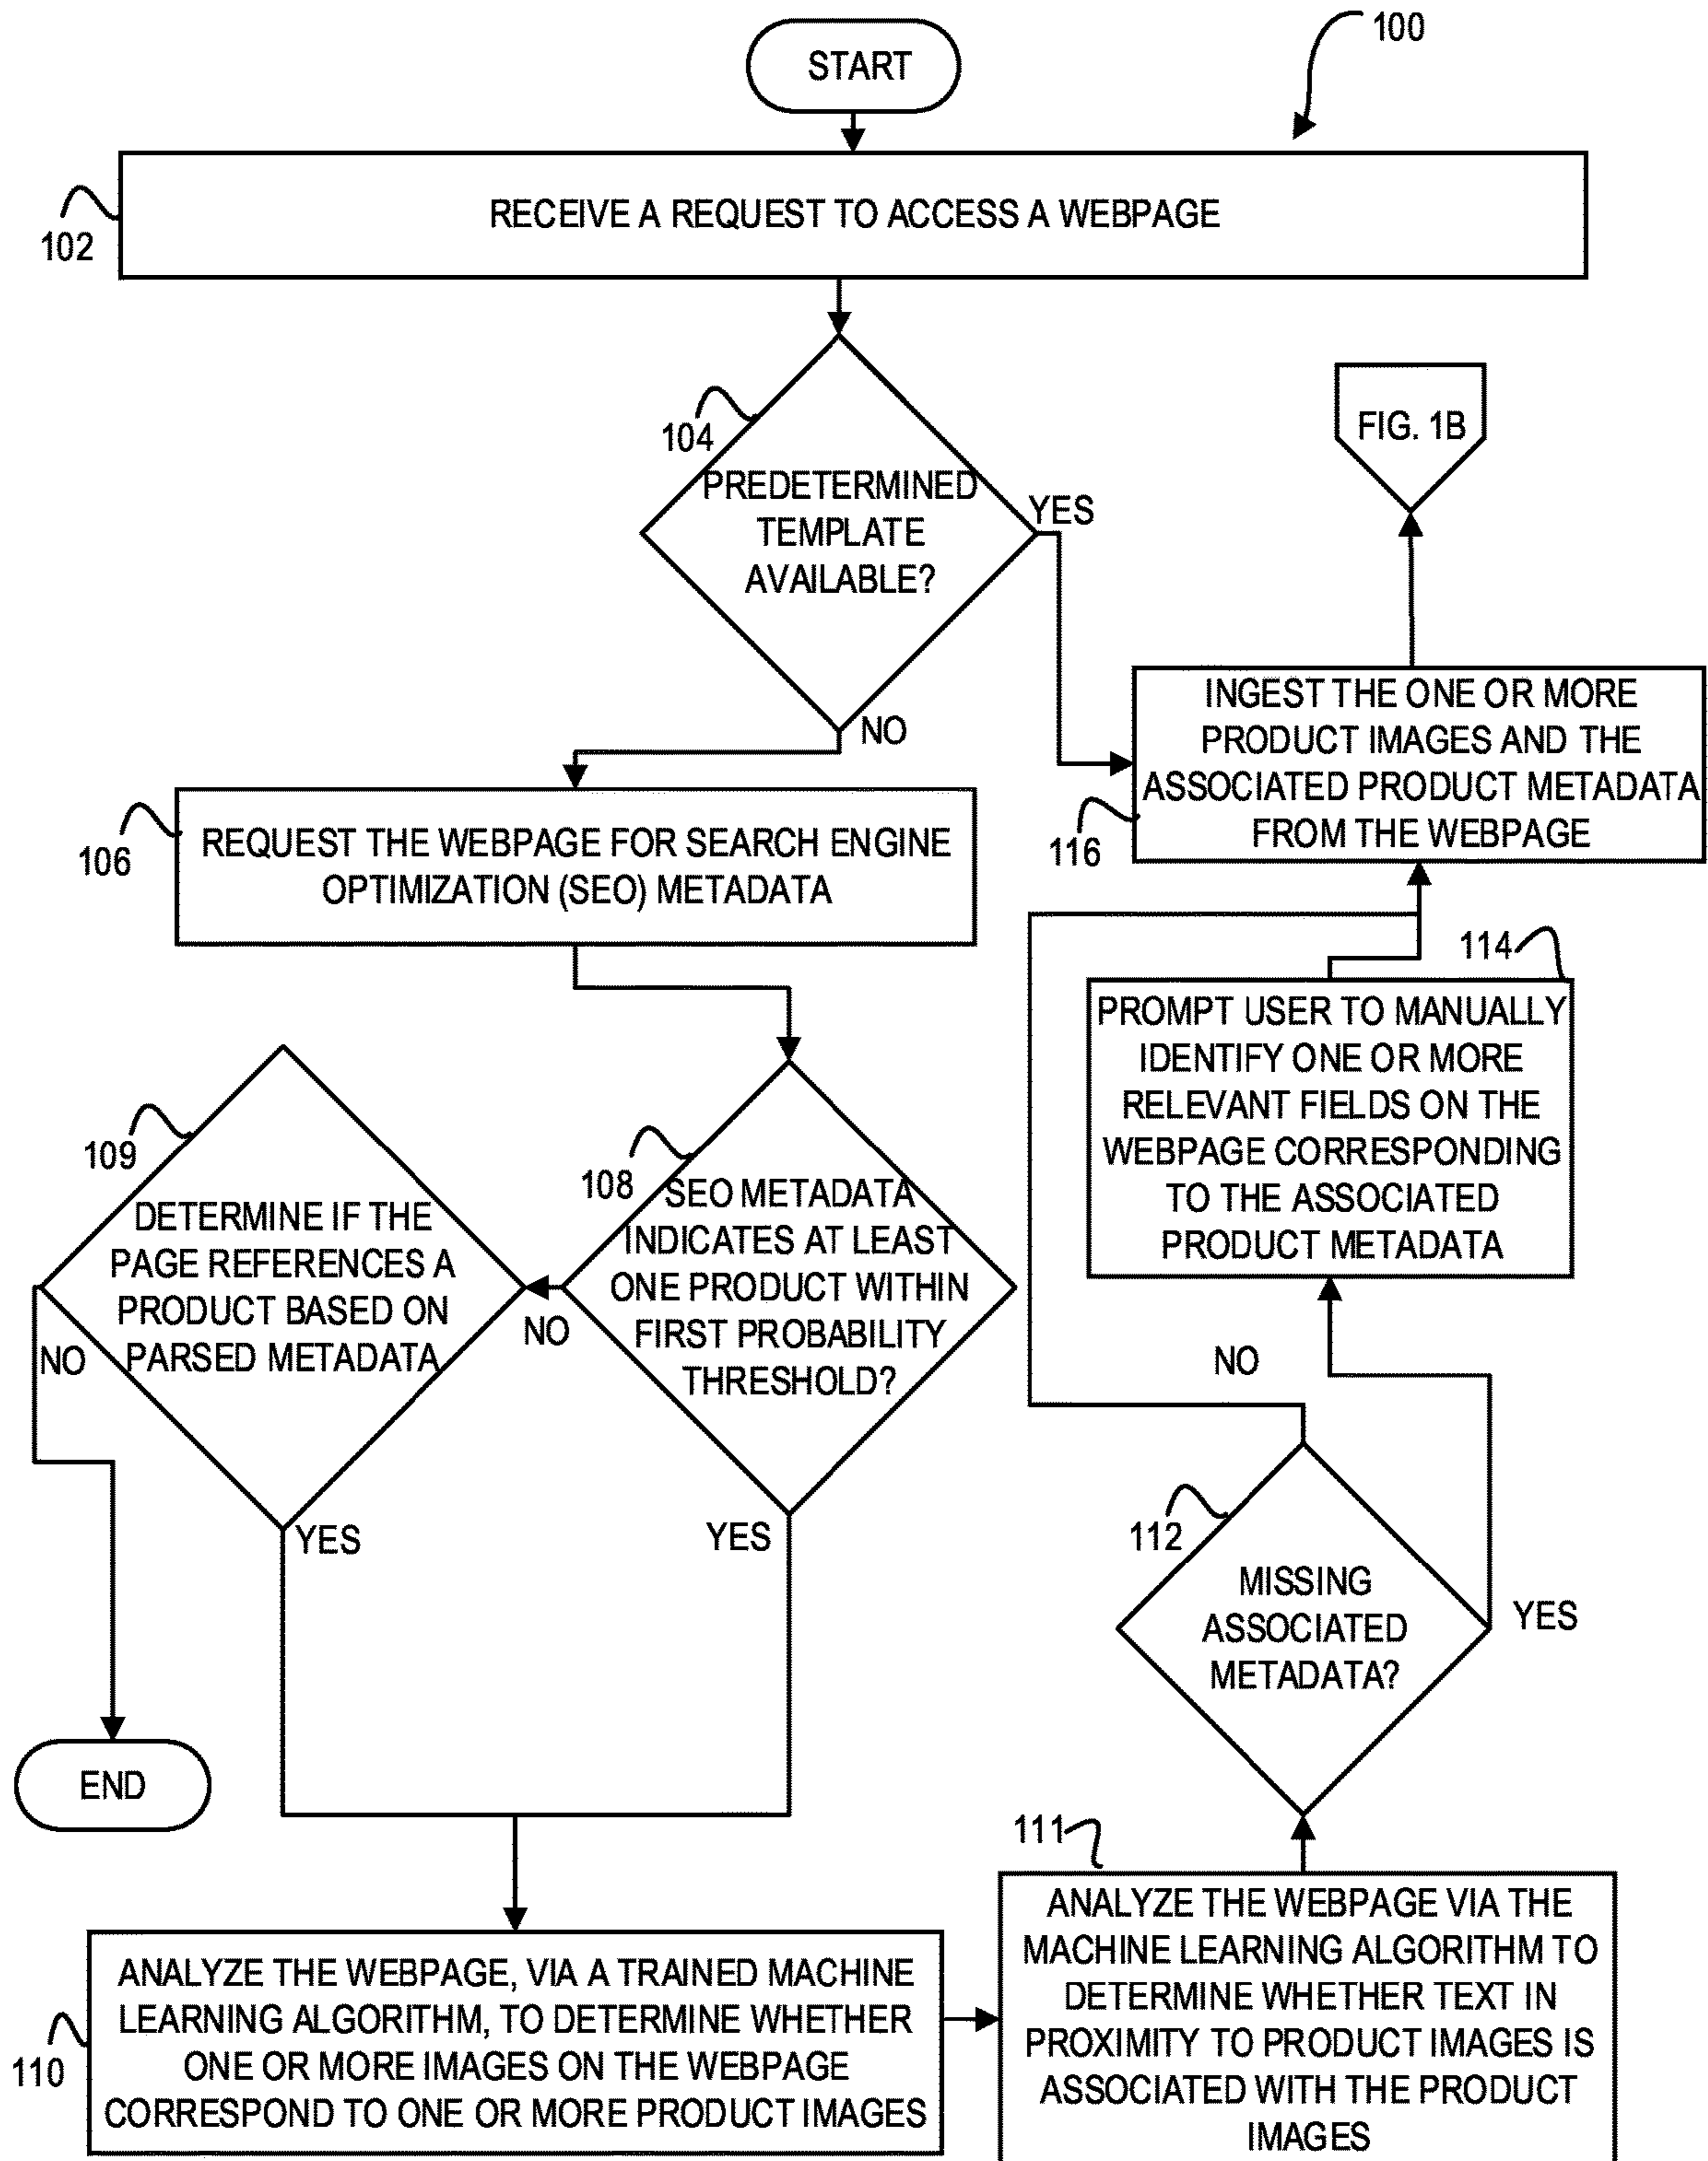 START
100
RECEIVE A REQUEST TO ACCESS A WEBPAGE
102
104
PREDETERMINED
TEMPLATE
AVAILABLE?
YES
NO
FIG. 1B
INGEST THE ONE OR MORE
PRODUCT IMAGES AND THE
ASSOCIATED PRODUCT METADATA
FROM THE WEBPAGE
116
106
REQUEST THE WEBPAGE FOR SEARCH ENGINE
OPTIMIZATION (SEO) METADATA
114
PROMPT USER TO MANUALLY
IDENTIFY ONE OR MORE
RELEVANT FIELDS ON THE
WEBPAGE CORRESPONDING
TO THE ASSOCIATED
PRODUCT METADATA
109
DETERMINE IF THE
PAGE REFERENCES A
PRODUCT BASED ON
PARSED METADATA
NO
YES
108
SEO METADATA
INDICATES AT LEAST
ONE PRODUCT WITHIN
FIRST PROBABILITY
THRESHOLD?
NO
YES
NO
112
MISSING
ASSOCIATED
METADATA?
YES
END
111
110
ANALYZE THE WEBPAGE, VIA A TRAINED MACHINE
LEARNING ALGORITHM, TO DETERMINE WHETHER
ONE OR MORE IMAGES ON THE WEBPAGE
CORRESPOND TO ONE OR MORE PRODUCT IMAGES
ANALYZE THE WEBPAGE VIA THE
MACHINE LEARNING ALGORITHM TO
DETERMINE WHETHER TEXT IN
PROXIMITY TO PRODUCT IMAGES IS
ASSOCIATED WITH THE PRODUCT
IMAGES